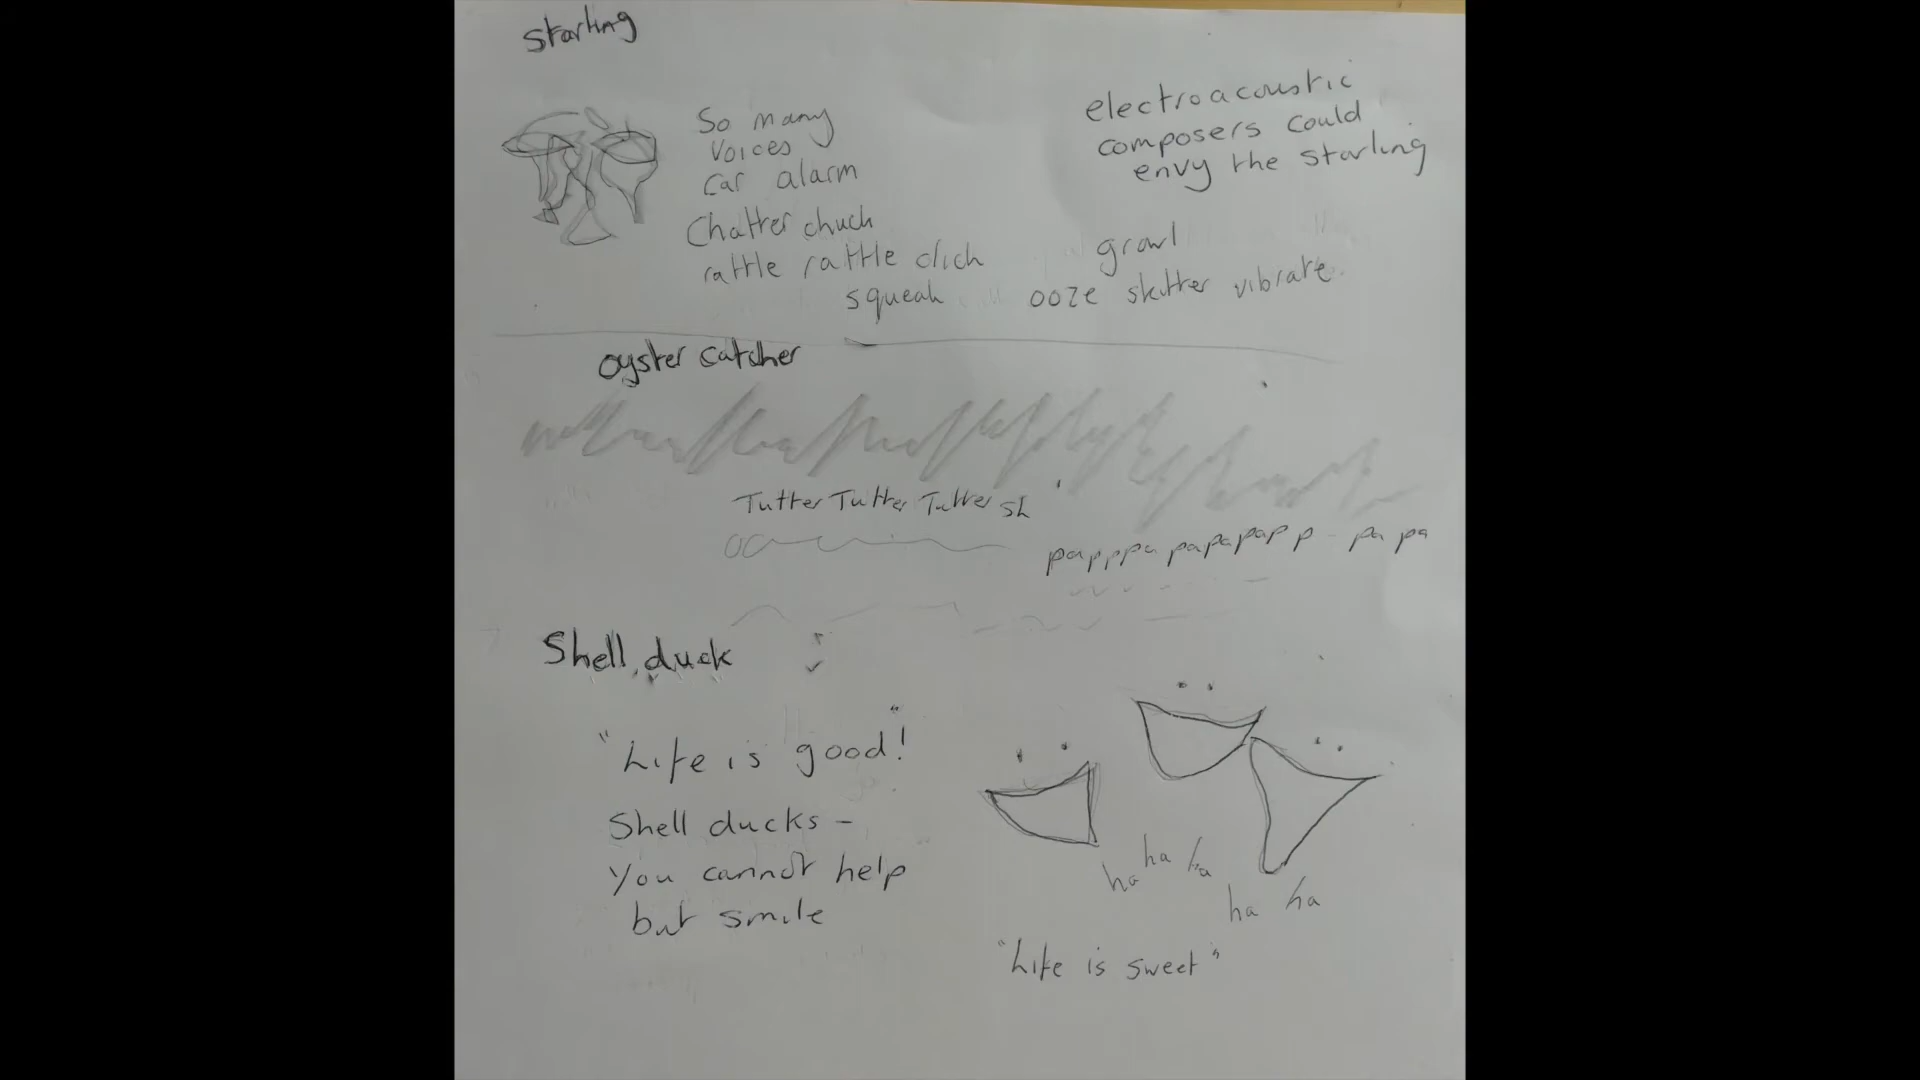 Starling
So many
voices
car alarm
Chatter chuck
rattle rattle click
squeak
electroacoustic
composers could
envy the starling
growl
ooze skitter vibrate
oyster catcher
Tutter Tutter Tutter sh
papppa papapap p - pa pa
Shell duck
"Life is good!"
Shell ducks -
You cannot help
but smile
ha ha ha
ha ha
"Life is sweet"